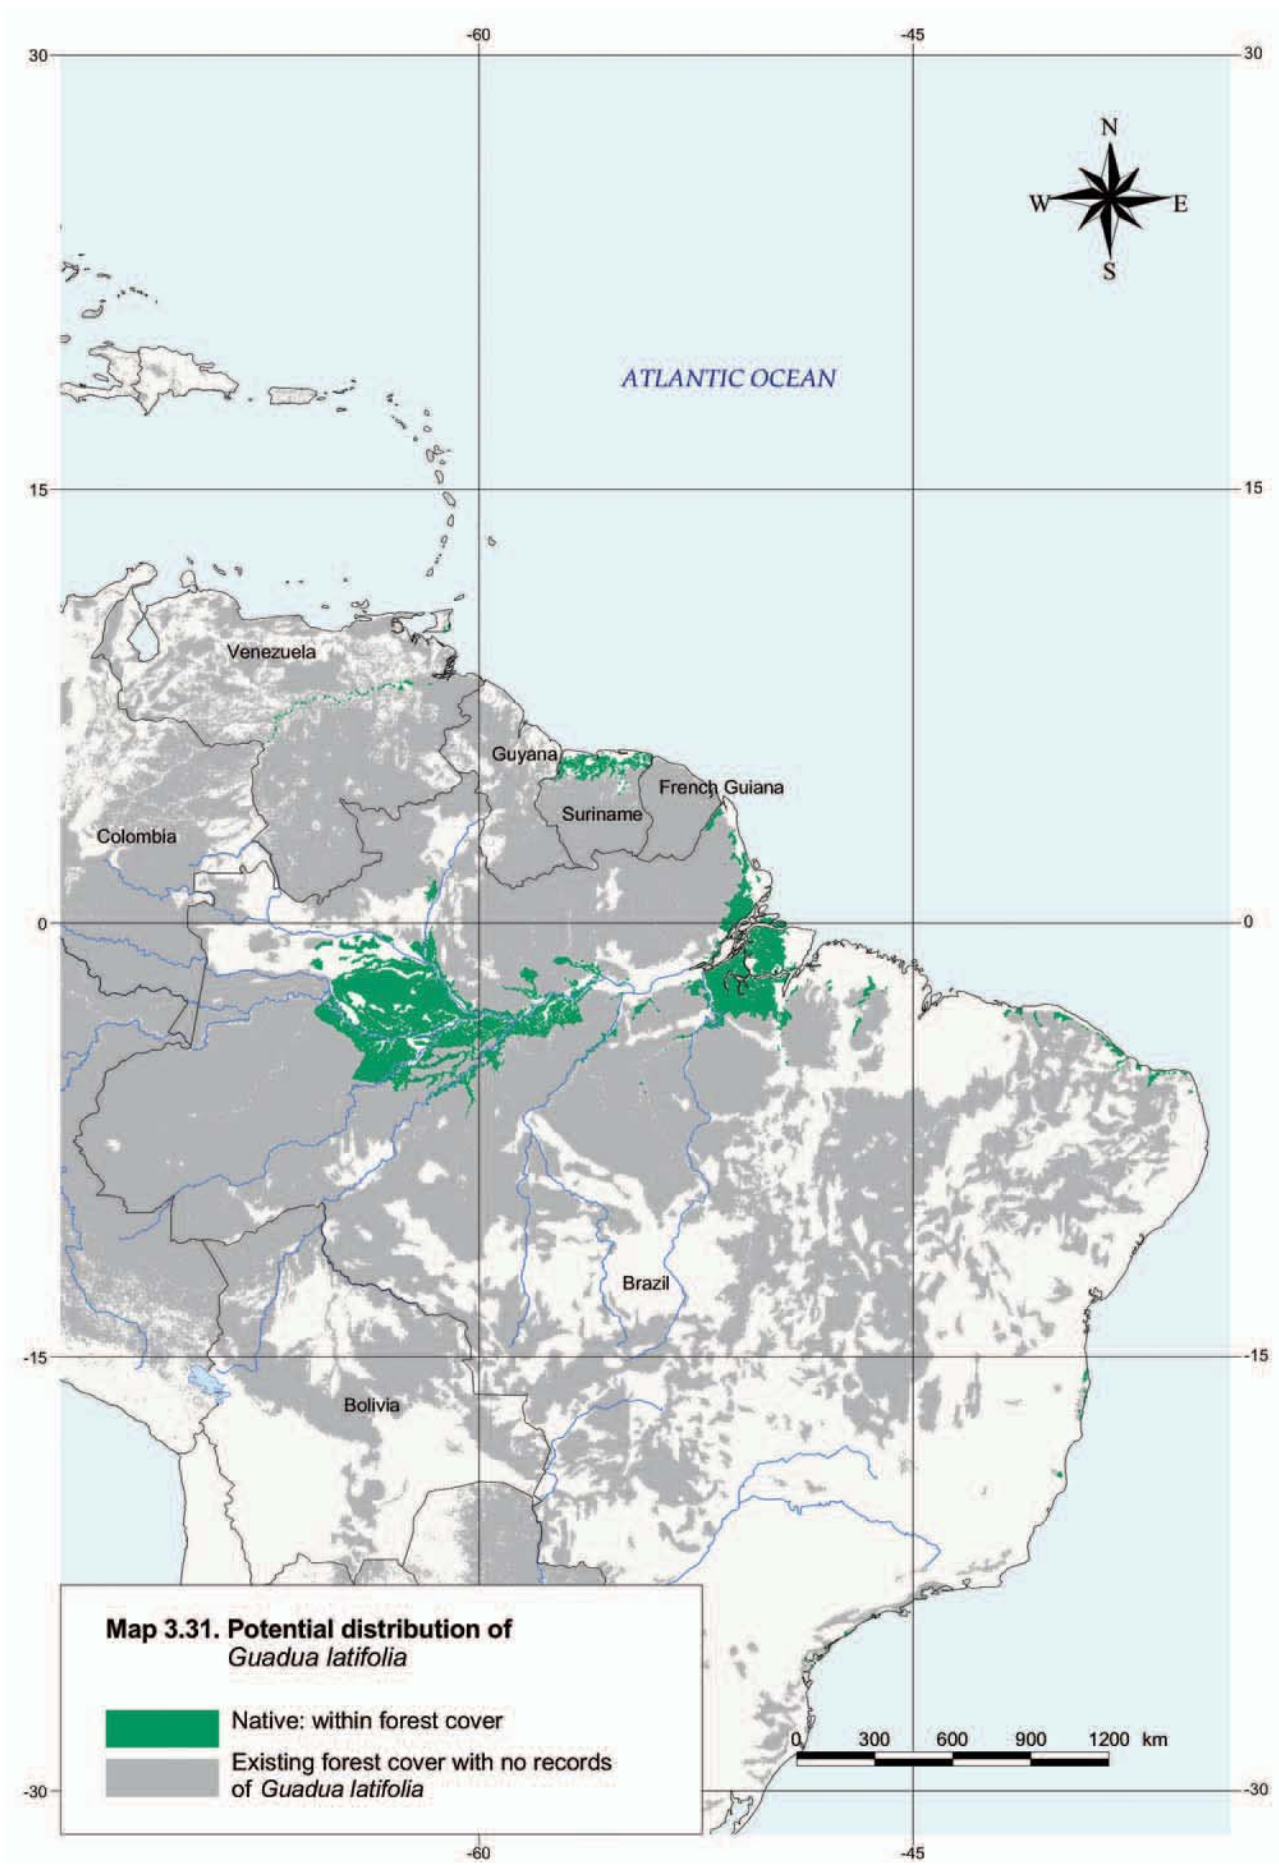 -60 -45
30 30
N
W E
S
ATLANTIC OCEAN
15 15
Venezuela
Guyana
French Guiana
Suriname
Colombia
0 0
Brazil
-15 -15
Bolivia
Map 3.31. Potential distribution of
Guadua latifolia
Native: within forest cover
Existing forest cover with no records
of Guadua latifolia
0 300 600 900 1200 km
-30 -30
-60 -45